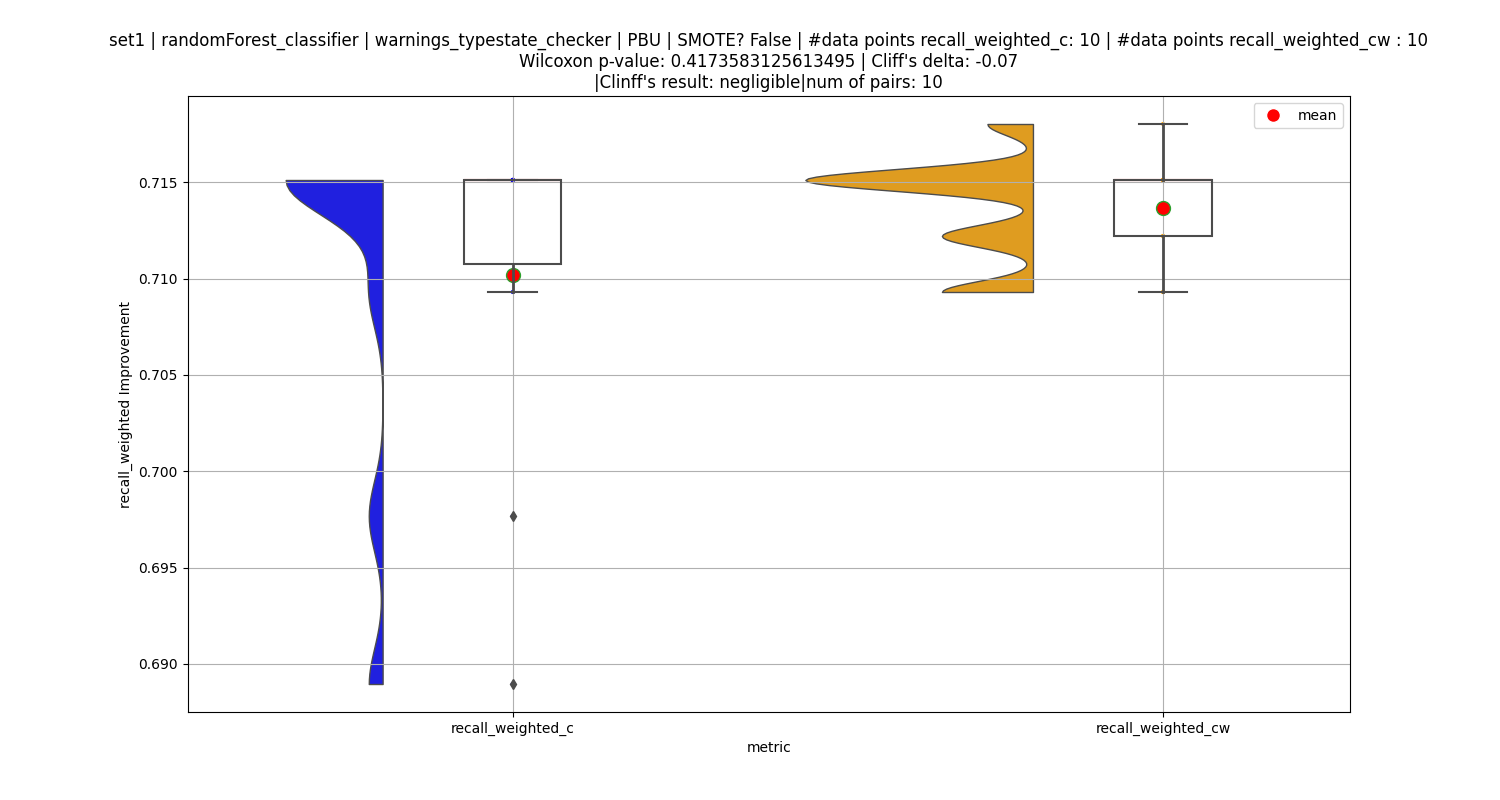 set1 | randomForest_classifier | warnings_typestate_checker | PBU | SMOTE? False | #data points recall_weighted_c: 10 | #data points recall_weighted_cw : 10
Wilcoxon p-value: 0.4173583125613495 | Cliff's delta: -0.07
|Clinff's result: negligible|num of pairs: 10
mean
0.715
0.710
0.705
0.700
0.695
0.690
recall_weighted Improvement
recall_weighted_c
recall_weighted_cw
metric